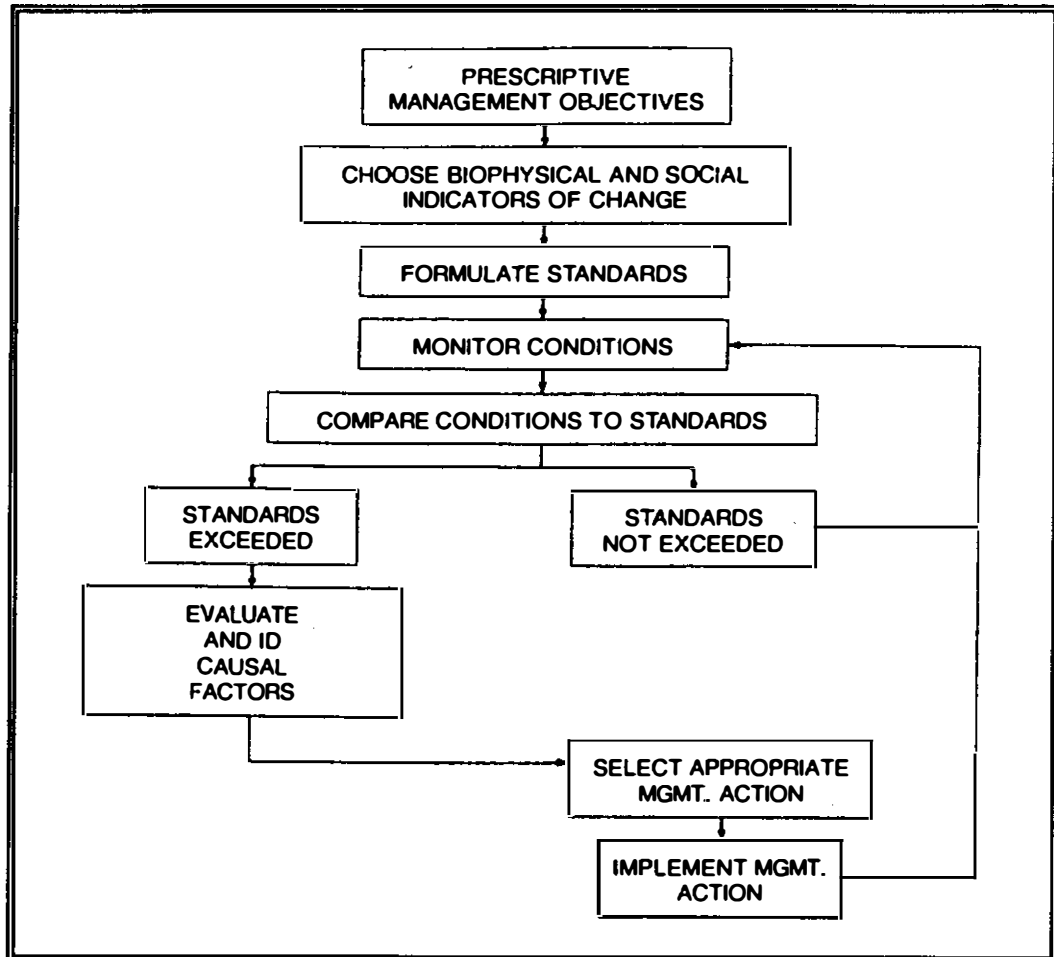 PRESCRIPTIVE
MANAGEMENT OBJECTIVES
CHOOSE BIOPHYSICAL AND SOCIAL
INDICATORS OF CHANGE
FORMULATE STANDARDS
MONITOR CONDITIONS
COMPARE CONDITIONS TO STANDARDS
STANDARDS
EXCEEDED
STANDARDS
NOT EXCEEDED
EVALUATE
AND ID
CAUSAL
FACTORS
SELECT APPROPRIATE
MGMT. ACTION
IMPLEMENT MGMT.
ACTION